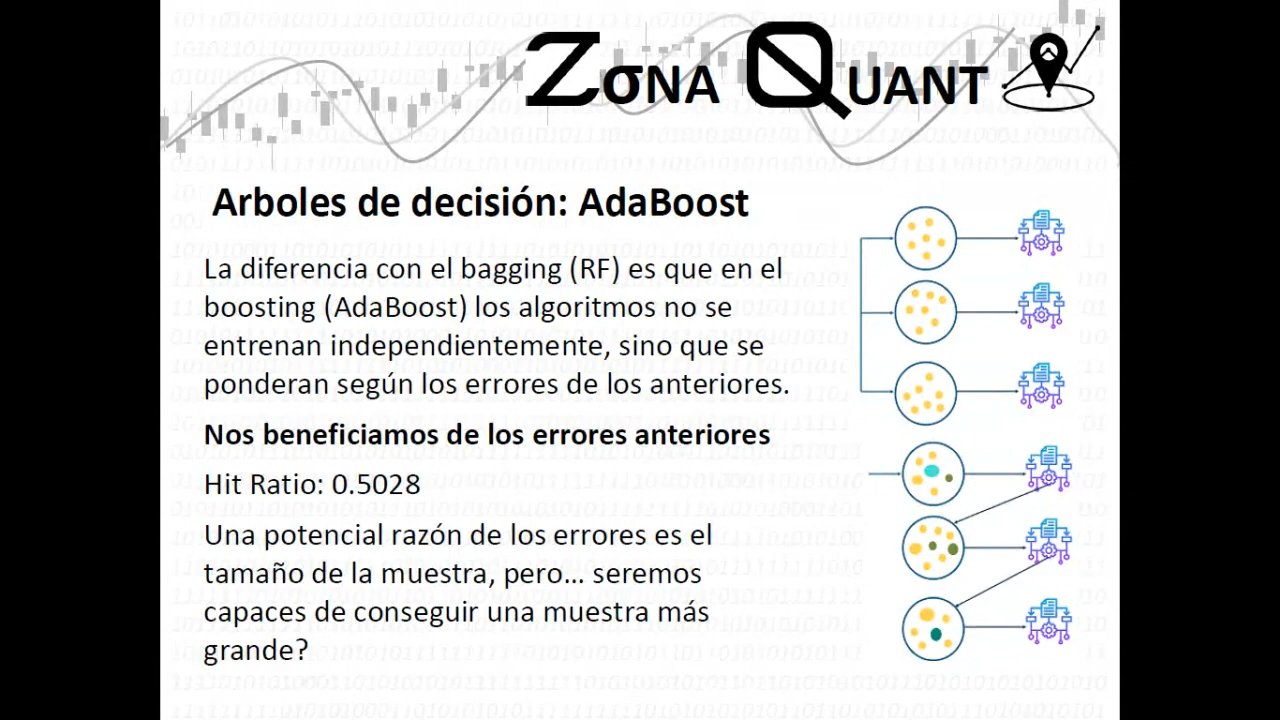 ZONA QUANT
Arboles de decisión: AdaBoost
La diferencia con el bagging (RF) es que en el
boosting (AdaBoost) los algoritmos no se
entrenan independientemente, sino que se
ponderan según los errores de los anteriores.
Nos beneficiamos de los errores anteriores
Hit Ratio: 0.5028
Una potencial razón de los errores es el
tamaño de la muestra, pero... seremos
capaces de conseguir una muestra más
grande?